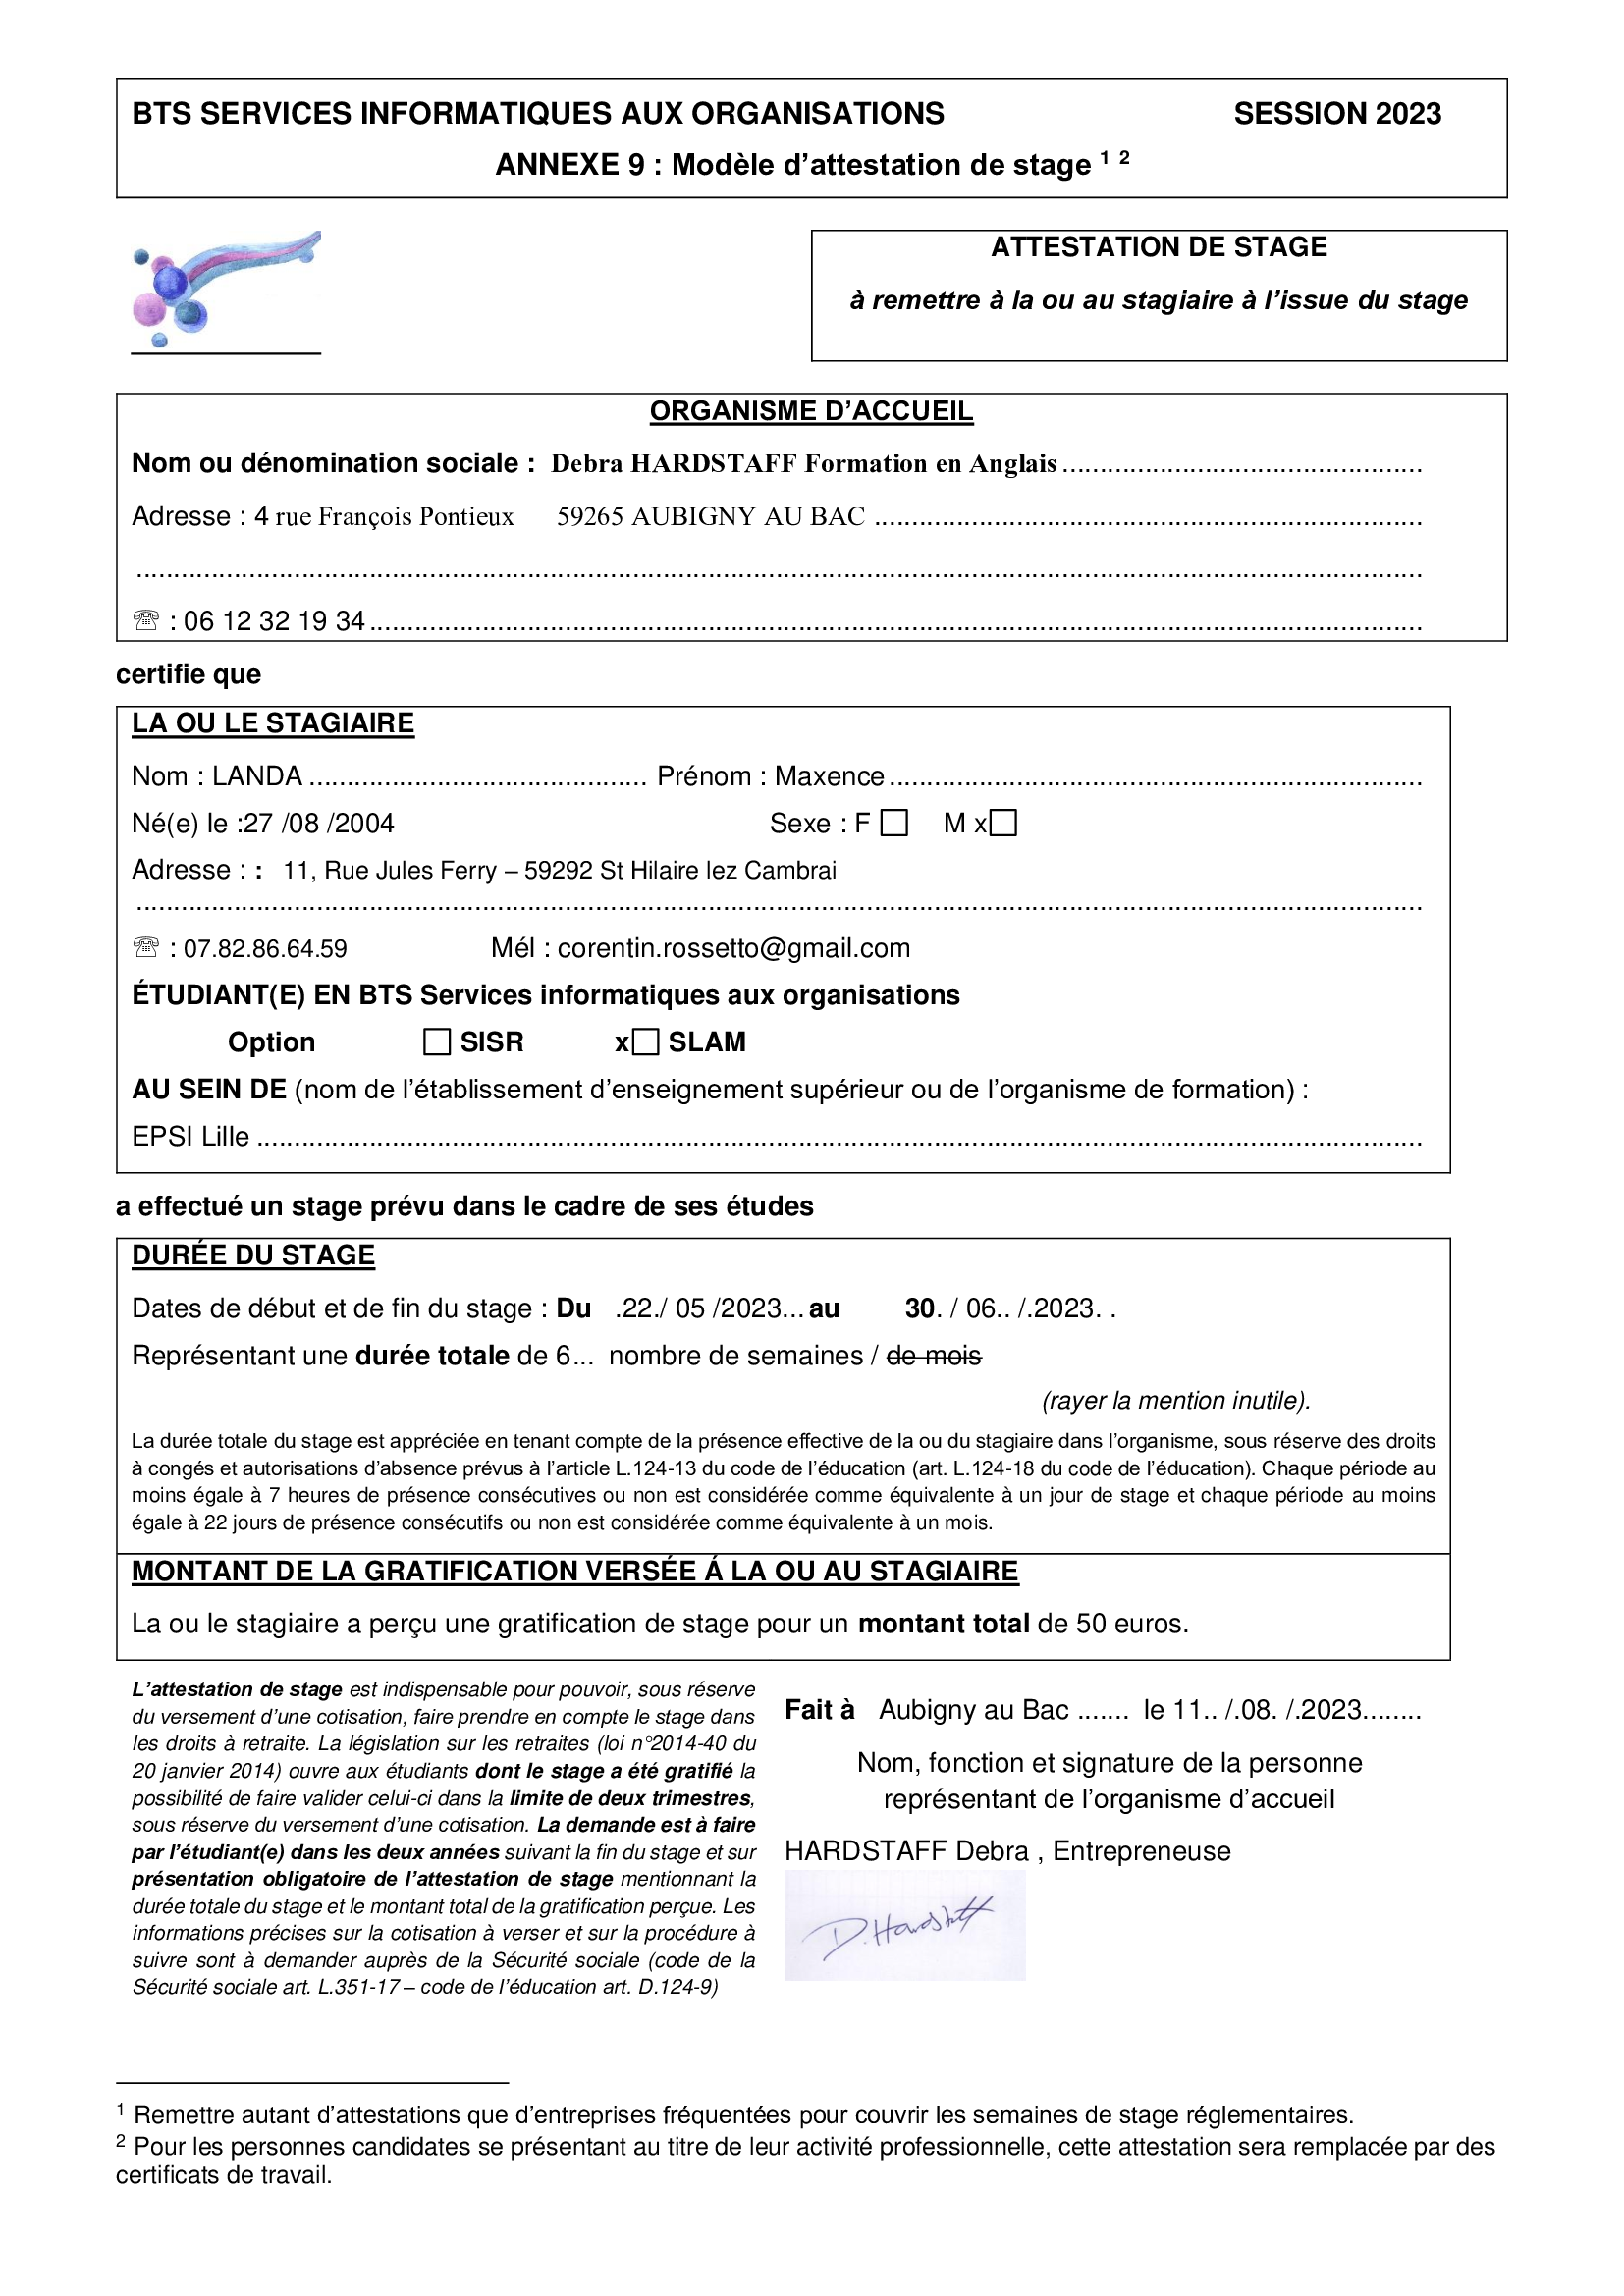 BTS SERVICES INFORMATIQUES AUX ORGANISATIONS SESSION 2023
ANNEXE 9 : Modèle d’attestation de stage 1 2
ATTESTATION DE STAGE
à remettre à la ou au stagiaire à l’issue du stage
ORGANISME D’ACCUEIL
Nom ou dénomination sociale : Debra HARDSTAFF Formation en Anglais ................................................
Adresse : 4 rue François Pontieux 59265 AUBIGNY AU BAC .........................................................................
............................................................................................................................................................................
☏ : 06 12 32 19 34 ............................................................................................................................................
certifie que
LA OU LE STAGIAIRE
Nom : LANDA ............................................. Prénom : Maxence .......................................................................
Né(e) le :27 /08 /2004 Sexe : F ☐ M x☐
Adresse : : 11, Rue Jules Ferry – 59292 St Hilaire lez Cambrai
............................................................................................................................................................................
☏ : 07.82.86.64.59 Mél : corentin.rossetto@gmail.com
ÉTUDIANT(E) EN BTS Services informatiques aux organisations
Option ☐ SISR x☐ SLAM
AU SEIN DE (nom de l’établissement d’enseignement supérieur ou de l’organisme de formation) :
EPSI Lille ............................................................................................................................................................
a effectué un stage prévu dans le cadre de ses études
DURÉE DU STAGE
Dates de début et de fin du stage : Du .22./ 05 /2023... au 30. / 06.. /.2023. .
Représentant une durée totale de 6... nombre de semaines / de mois
(rayer la mention inutile).
La durée totale du stage est appréciée en tenant compte de la présence effective de la ou du stagiaire dans l’organisme, sous réserve des droits
à congés et autorisations d’absence prévus à l’article L.124-13 du code de l’éducation (art. L.124-18 du code de l’éducation). Chaque période au
moins égale à 7 heures de présence consécutives ou non est considérée comme équivalente à un jour de stage et chaque période au moins
égale à 22 jours de présence consécutifs ou non est considérée comme équivalente à un mois.
MONTANT DE LA GRATIFICATION VERSÉE Á LA OU AU STAGIAIRE
La ou le stagiaire a perçu une gratification de stage pour un montant total de 50 euros.
L’attestation de stage est indispensable pour pouvoir, sous réserve
du versement d’une cotisation, faire prendre en compte le stage dans
les droits à retraite. La législation sur les retraites (loi n°2014-40 du
20 janvier 2014) ouvre aux étudiants dont le stage a été gratifié la
possibilité de faire valider celui-ci dans la limite de deux trimestres,
sous réserve du versement d’une cotisation. La demande est à faire
par l’étudiant(e) dans les deux années suivant la fin du stage et sur
présentation obligatoire de l’attestation de stage mentionnant la
durée totale du stage et le montant total de la gratification perçue. Les
informations précises sur la cotisation à verser et sur la procédure à
suivre sont à demander auprès de la Sécurité sociale (code de la
Sécurité sociale art. L.351-17 – code de l’éducation art. D.124-9)
Fait à Aubigny au Bac ....... le 11.. /.08. /.2023........
Nom, fonction et signature de la personne
représentant de l’organisme d’accueil
HARDSTAFF Debra , Entrepreneuse
D.Hardstaff
1 Remettre autant d’attestations que d’entreprises fréquentées pour couvrir les semaines de stage réglementaires.
2 Pour les personnes candidates se présentant au titre de leur activité professionnelle, cette attestation sera remplacée par des
certificats de travail.